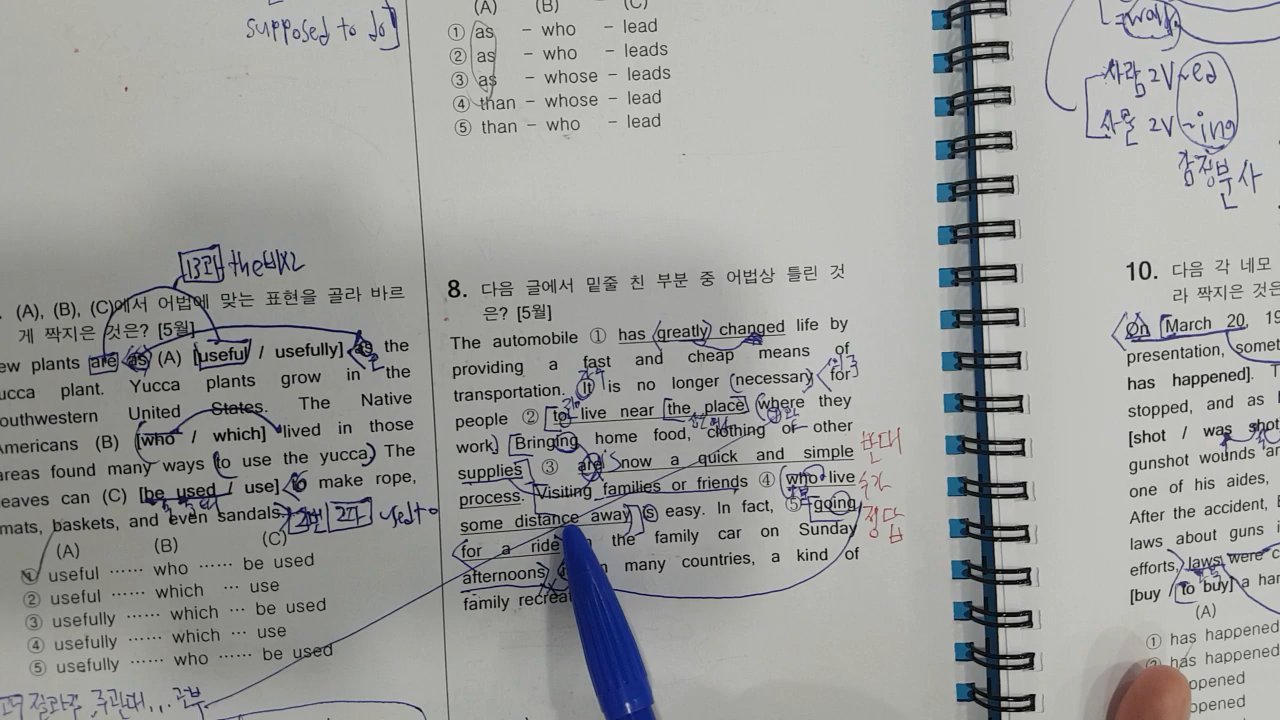 supposed to do]
(A) (B) (C)
① as – who – lead
② as – who – leads
③ as – whose – leads
④ than – whose – lead
⑤ than – who – lead
the 비교
(A), (B), (C)에서 어법에 맞는 표현을 골라 바르
게 짝지은 것은? [5월]
ew plants are as (A) [useful / usefully] as the
ucca plant. Yucca plants grow in the
outhwestern United States. The Native
Americans (B) [who / which] lived in those
areas found many ways to use the yucca. The
eaves can (C) [be used / use] to make rope,
mats, baskets, and even sandals.
used to
(A) (B) (C)
① useful …… who …… be used
② useful …… which … use
③ usefully …… which … be used
④ usefully …… which … use
⑤ usefully …… who …… be used
8. 다음 글에서 밑줄 친 부분 중 어법상 틀린 것
은? [5월]
The automobile ① has greatly changed life by
providing a fast and cheap means of
transportation. It is no longer necessary for
people ② to live near the place where they
work. Bringing home food, clothing or other
supplies ③ are now a quick and simple
process. Visiting families or friends ④ who live
some distance away is easy. In fact, ⑤ going
for a ride in the family car on Sunday
afternoons is in many countries, a kind of
family recreat
정답
사람 2V ~ed
사물 2V ~ing
감정분사
10. 다음 각 네모
라 짝지은 것은
On March 20, 19
presentation, somet
has happened]. T
stopped, and as
[shot / was shot
gunshot wounds an
one of his aides,
After the accident,
laws about guns
efforts, laws were
[buy / to buy] a har
(A)
① has happened
② has happened
ppened
ppened